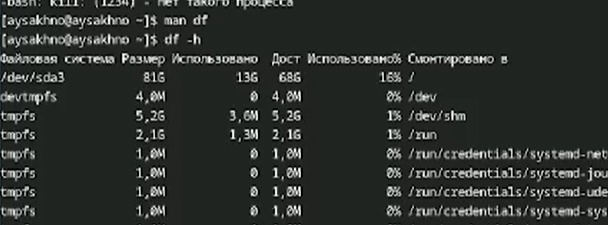 -bash: kill: (1234) - нет такого процесса
[aysakhno@aysakhno ~]$ man df
[aysakhno@aysakhno ~]$ df -h
Файловая система Размер Использовано Дост Использовано% Смонтировано в
/dev/sda3 81G 13G 68G 16% /
devtmpfs 4,0M 0 4,0M 0% /dev
tmpfs 5,2G 3,6M 5,2G 1% /dev/shm
tmpfs 2,1G 1,3M 2,1G 1% /run
tmpfs 1,0M 0 1,0M 0% /run/credentials/systemd-net
tmpfs 1,0M 0 1,0M 0% /run/credentials/systemd-jou
tmpfs 1,0M 0 1,0M 0% /run/credentials/systemd-ude
tmpfs 1,0M 0 1,0M 0% /run/credentials/systemd-sys